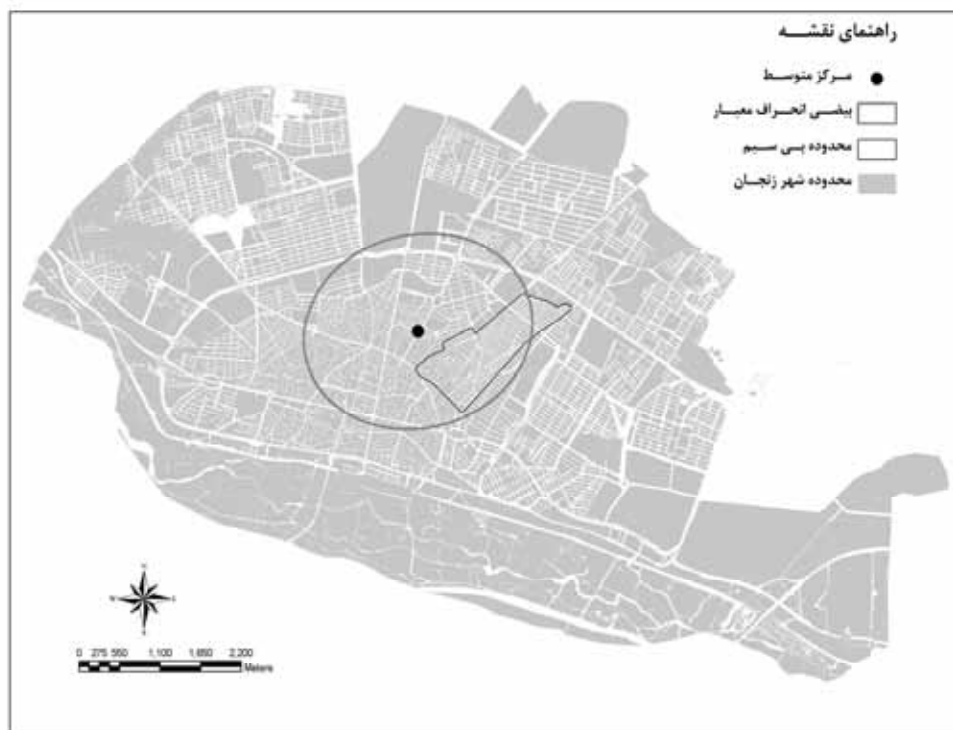 راهنمای نقشه
مرکز متوسط
بیضی انحراف معیار
محدوده بی سیم
محدوده شهر زنجان
N
W
S
0 275 550 1,100 1,650 2,200
Meters